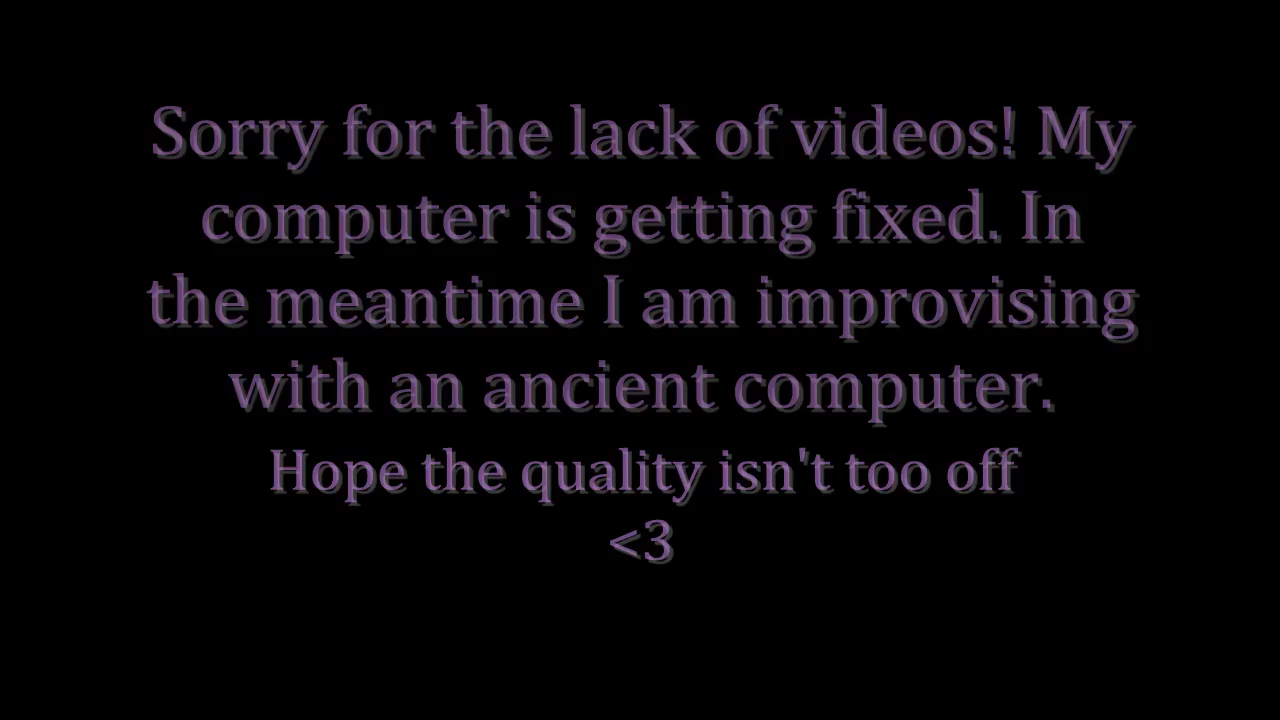 Sorry for the lack of videos! My
computer is getting fixed. In
the meantime I am improvising
with an ancient computer.
Hope the quality isn't too off
<3